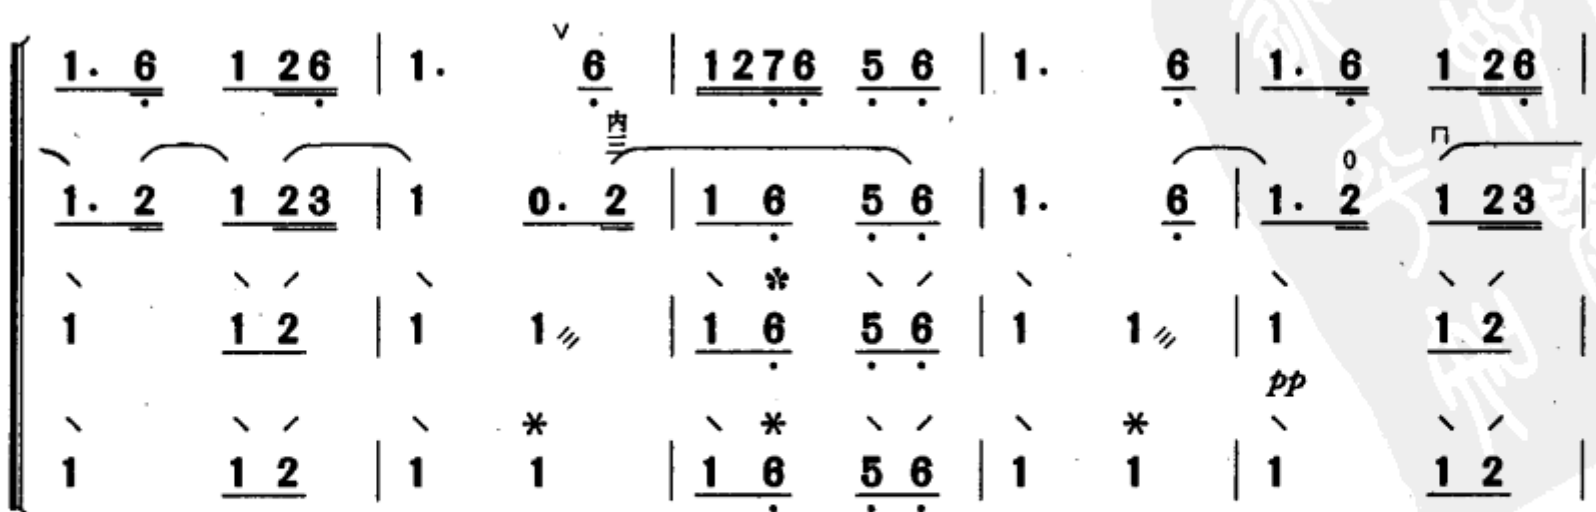 ∨
1. 6 1 26 | 1. 6 | 1276 5 6 | 1. 6 | 1. 6 1 26 |
内三 0 ㄇ
1. 2 1 23 | 1 0. 2 | 1 6 5 6 | 1. 6 | 1. 2 1 23 |
1 1 2 | 1 1 | 1 6 5 6 | 1 1 | 1 1 2 |
pp
1 1 2 | 1 1 | 1 6 5 6 | 1 1 | 1 1 2 |